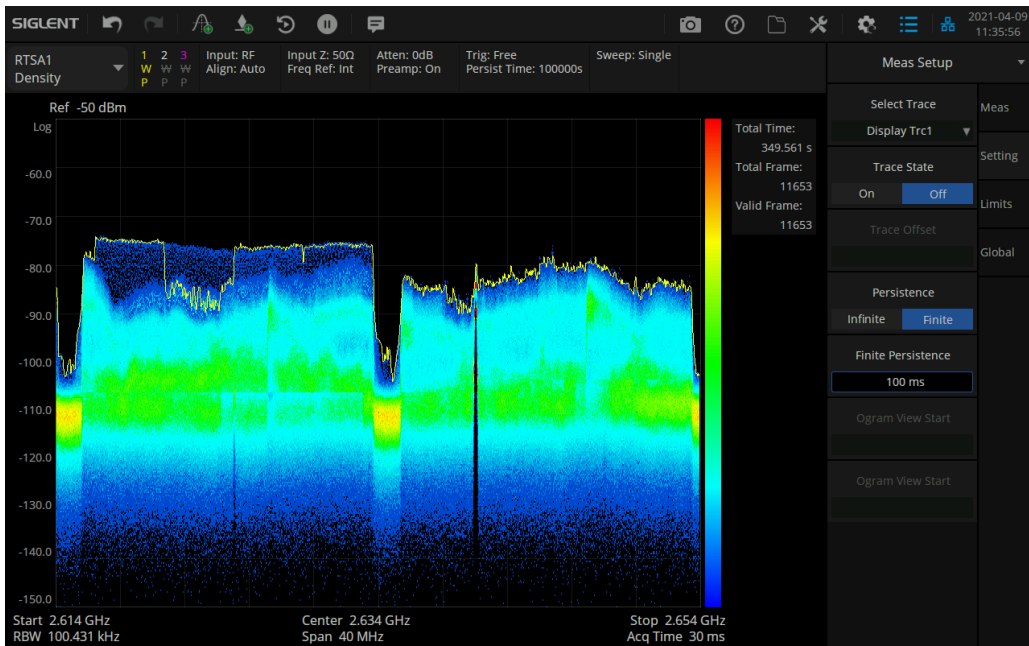 SIGLENT
2021-04-09
11:35:56
RTSA1
Density
1 2 3
W W W
P P P
Input: RF
Align: Auto
Input Z: 50Ω
Freq Ref: Int
Atten: 0dB
Preamp: On
Trig: Free
Persist Time: 100000s
Sweep: Single
Ref -50 dBm
Log
-60.0
-70.0
-80.0
-90.0
-100.0
-110.0
-120.0
-130.0
-140.0
-150.0
Total Time:
349.561 s
Total Frame:
11653
Valid Frame:
11653
Start 2.614 GHz
Center 2.634 GHz
Stop 2.654 GHz
RBW 100.431 kHz
Span 40 MHz
Acq Time 30 ms
Meas Setup
Select Trace
Display Trc1
Trace State
On Off
Trace Offset
Persistence
Infinite Finite
Finite Persistence
100 ms
Ogram View Start
Ogram View Start
Meas
Setting
Limits
Global